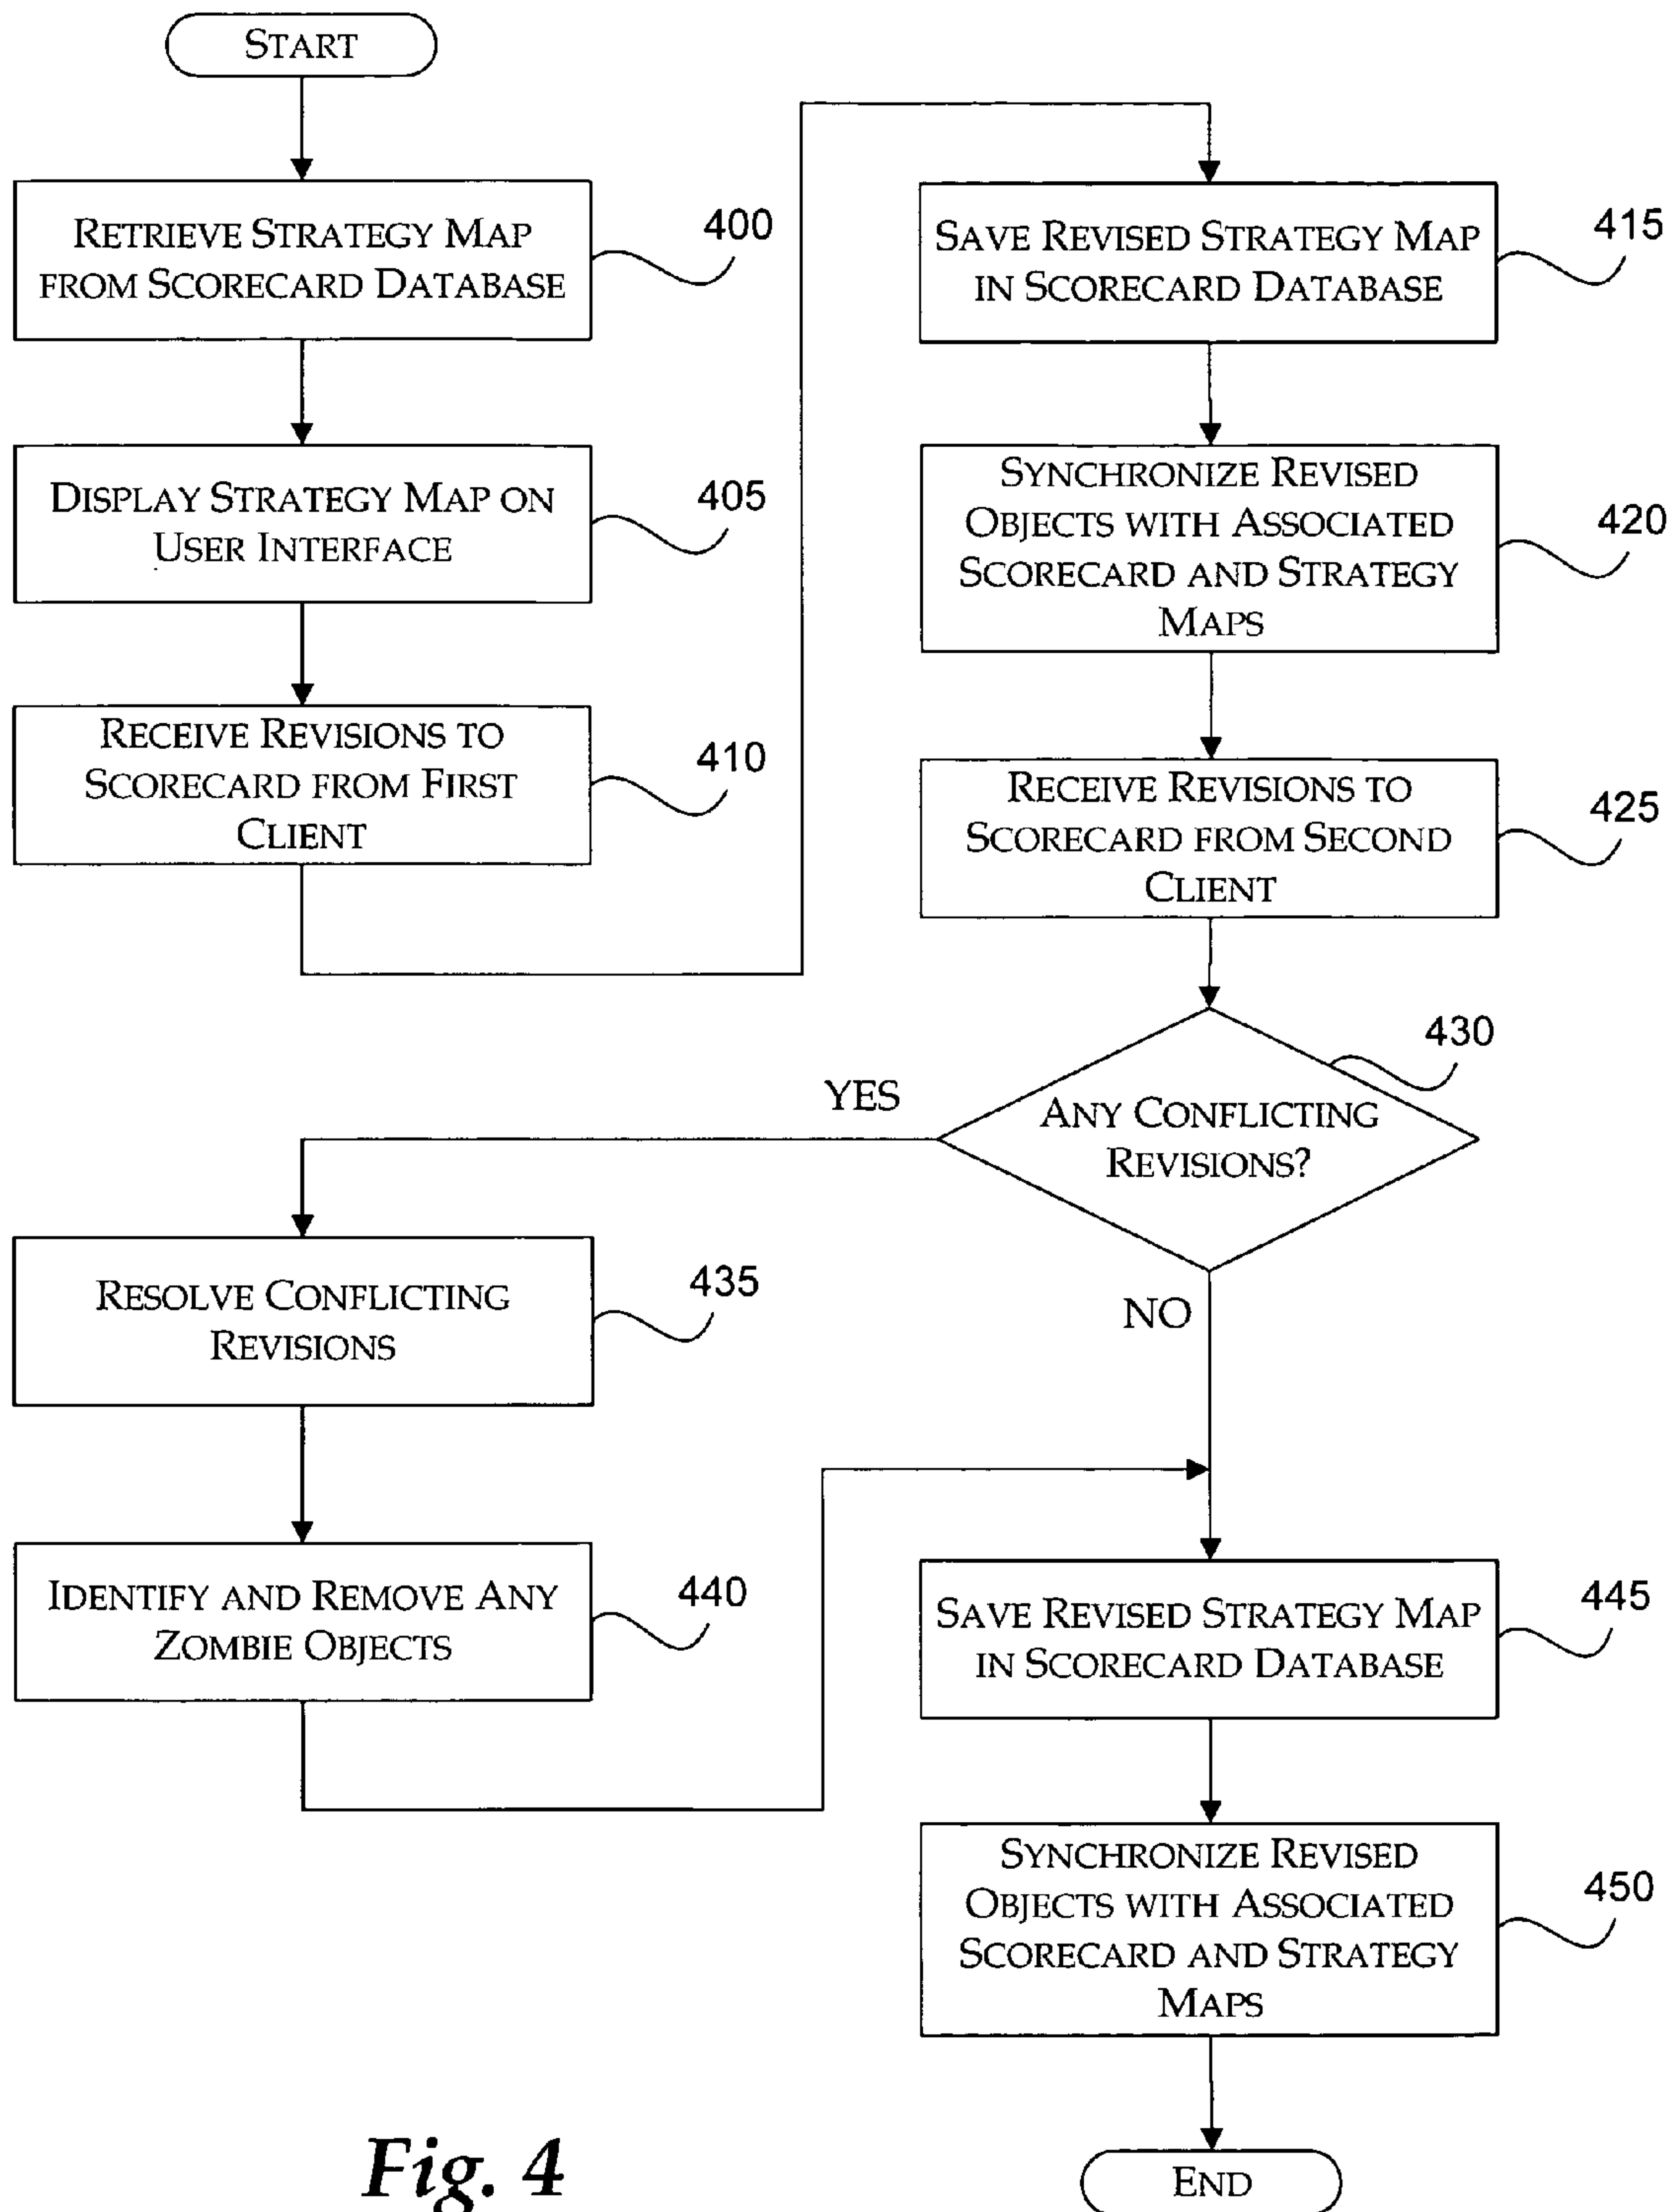 START
RETRIEVE STRATEGY MAP
FROM SCORECARD DATABASE
400
DISPLAY STRATEGY MAP ON
USER INTERFACE
405
RECEIVE REVISIONS TO
SCORECARD FROM FIRST
CLIENT
410
SAVE REVISED STRATEGY MAP
IN SCORECARD DATABASE
415
SYNCHRONIZE REVISED
OBJECTS WITH ASSOCIATED
SCORECARD AND STRATEGY
MAPS
420
RECEIVE REVISIONS TO
SCORECARD FROM SECOND
CLIENT
425
ANY CONFLICTING
REVISIONS?
430
YES
NO
RESOLVE CONFLICTING
REVISIONS
435
IDENTIFY AND REMOVE ANY
ZOMBIE OBJECTS
440
SAVE REVISED STRATEGY MAP
IN SCORECARD DATABASE
445
SYNCHRONIZE REVISED
OBJECTS WITH ASSOCIATED
SCORECARD AND STRATEGY
MAPS
450
END
Fig. 4